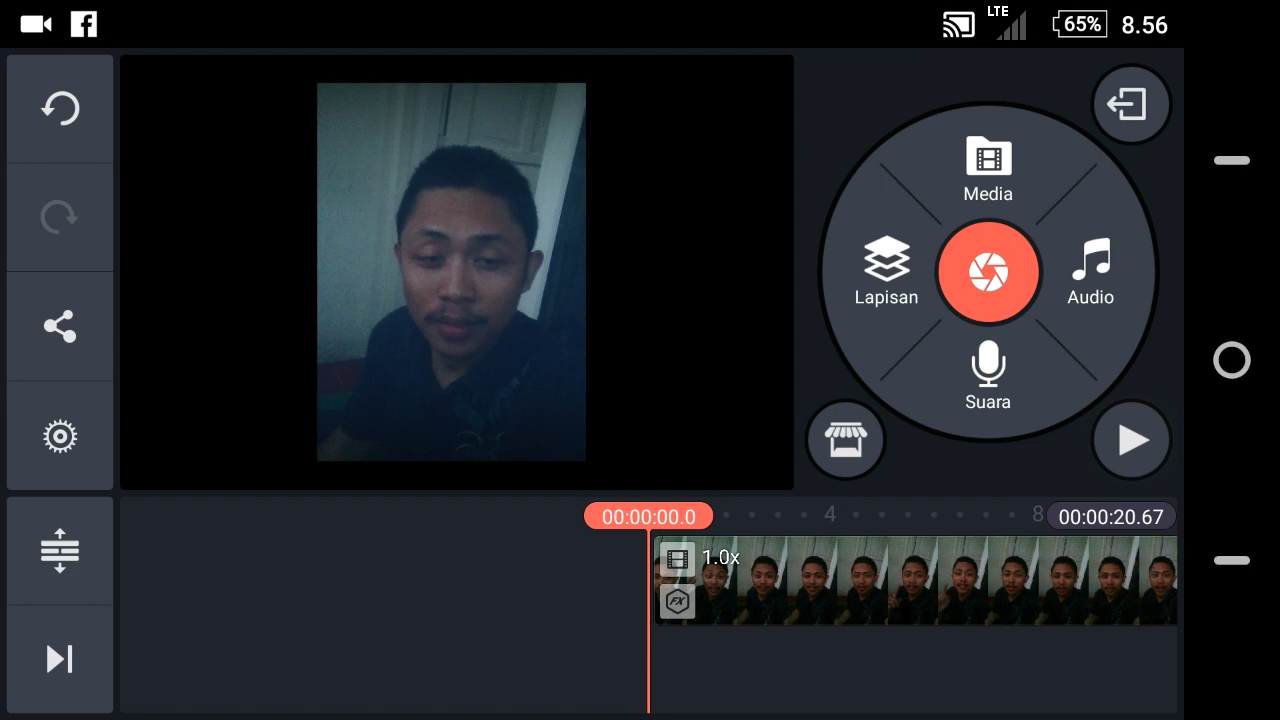 LTE
65% 8.56
Media
Lapisan
Audio
Suara
00:00:00.0 4 8 00:00:20.67
1.0x
FX